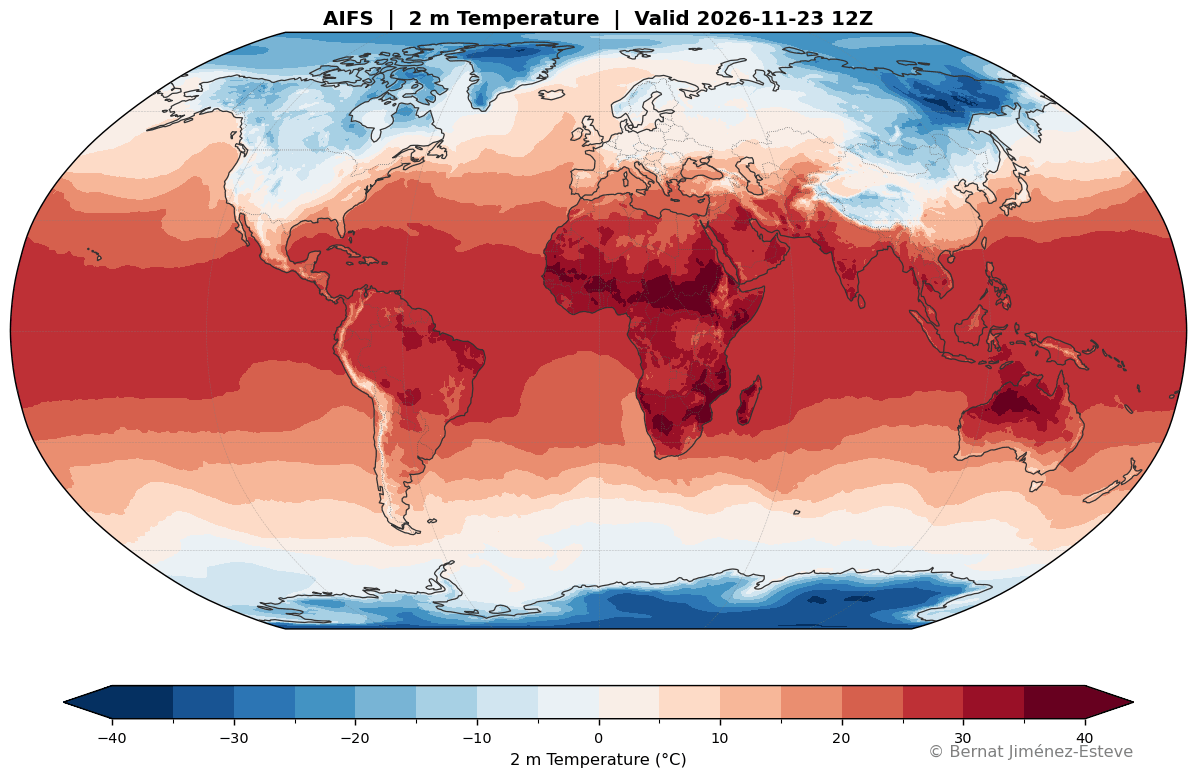 AIFS | 2 m Temperature | Valid 2026-11-23 12Z
−40 −30 −20 −10 0 10 20 30 40
2 m Temperature (°C)
© Bernat Jiménez-Esteve